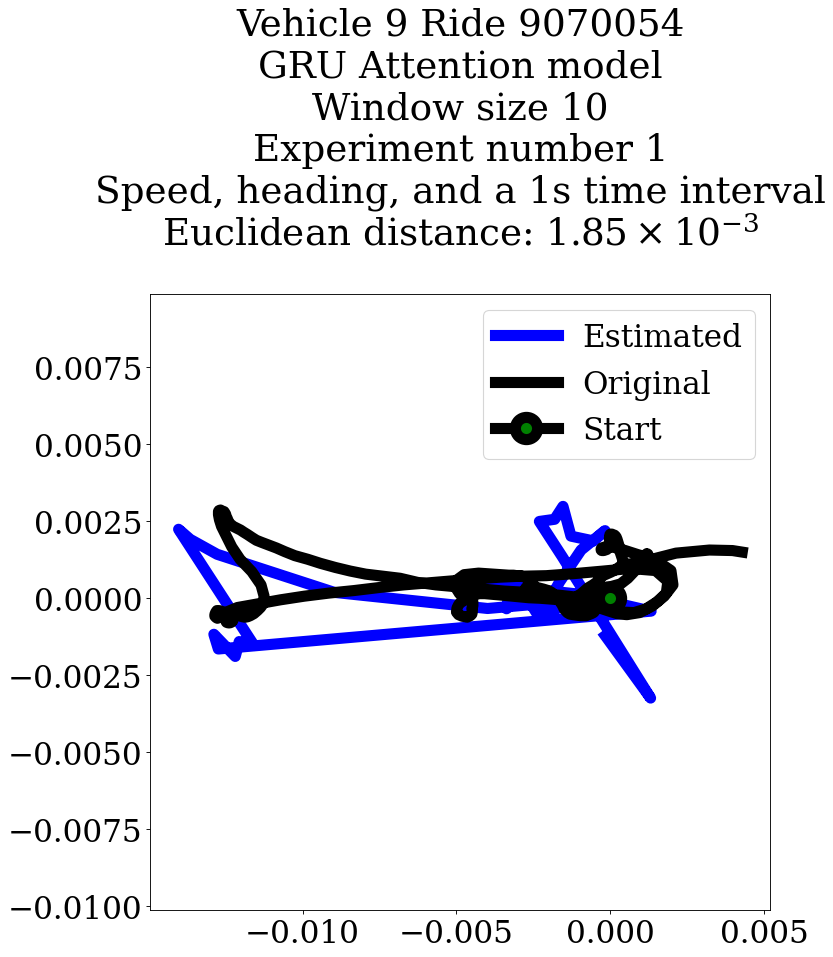 Vehicle 9 Ride 9070054
GRU Attention model
Window size 10
Experiment number 1
Speed, heading, and a 1s time interval
Euclidean distance: 1.85 × 10⁻³
Estimated
Original
Start
0.0075
0.0050
0.0025
0.0000
−0.0025
−0.0050
−0.0075
−0.0100
−0.010 −0.005 0.000 0.005